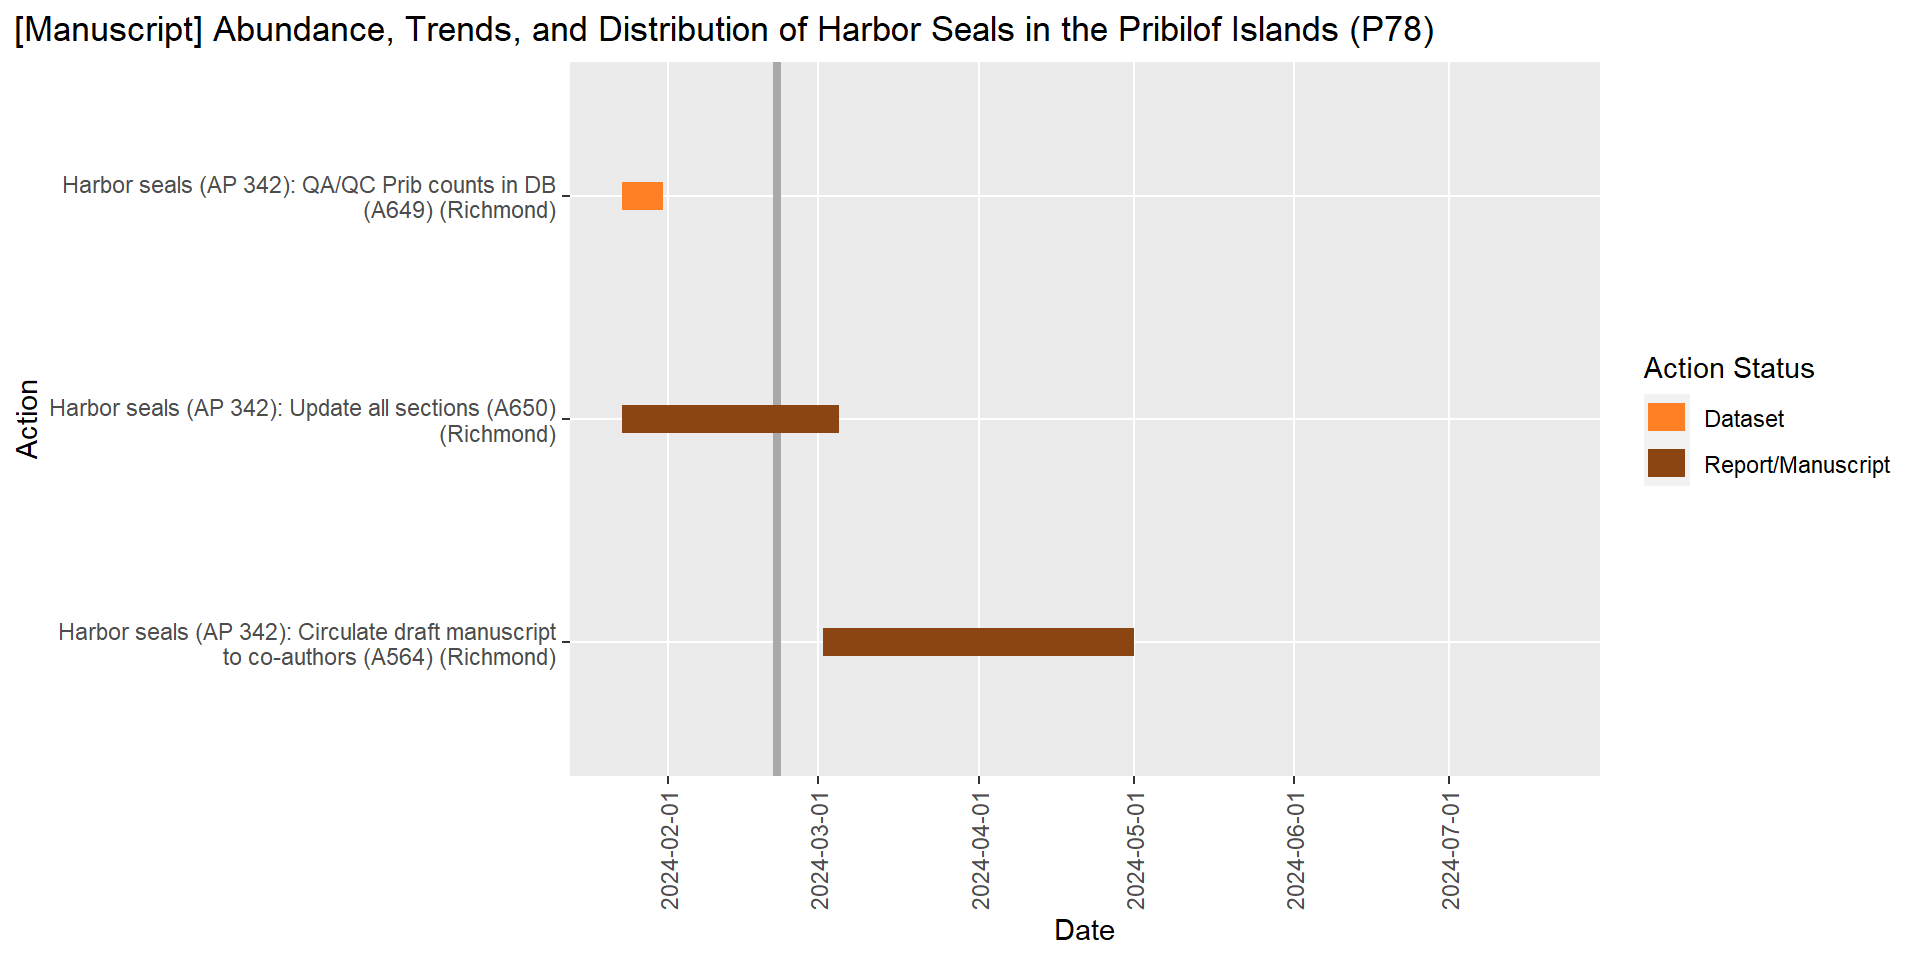 [Manuscript] Abundance, Trends, and Distribution of Harbor Seals in the Pribilof Islands (P78)
Action
Harbor seals (AP 342): QA/QC Prib counts in DB
(A649) (Richmond)
Harbor seals (AP 342): Update all sections (A650)
(Richmond)
Harbor seals (AP 342): Circulate draft manuscript
to co-authors (A564) (Richmond)
2024-02-01
2024-03-01
2024-04-01
2024-05-01
2024-06-01
2024-07-01
Date
Action Status
Dataset
Report/Manuscript